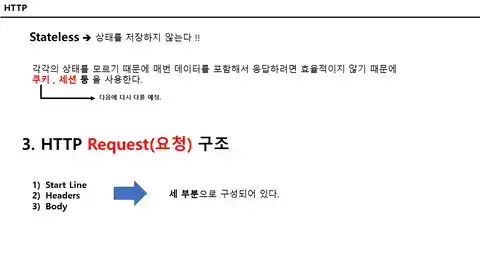 HTTP
Stateless → 상태를 저장하지 않는다 !!
각각의 상태를 모르기 때문에 매번 데이터를 포함해서 응답하려면 효율적이지 않기 때문에
쿠키 , 세션 등 을 사용한다.
다음에 다시 다룰 예정.
3. HTTP Request(요청) 구조
1) Start Line
2) Headers
3) Body
세 부분으로 구성되어 있다.